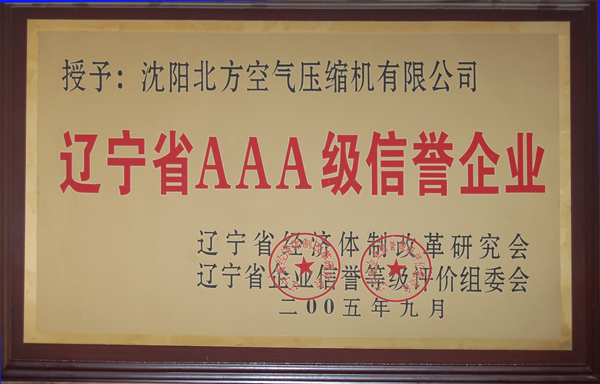 授予：沈阳北方空气压缩机有限公司
辽宁省AAA级信誉企业
辽宁省经济体制改革研究会
辽宁省企业信誉等级评价组委会
二00五年九月